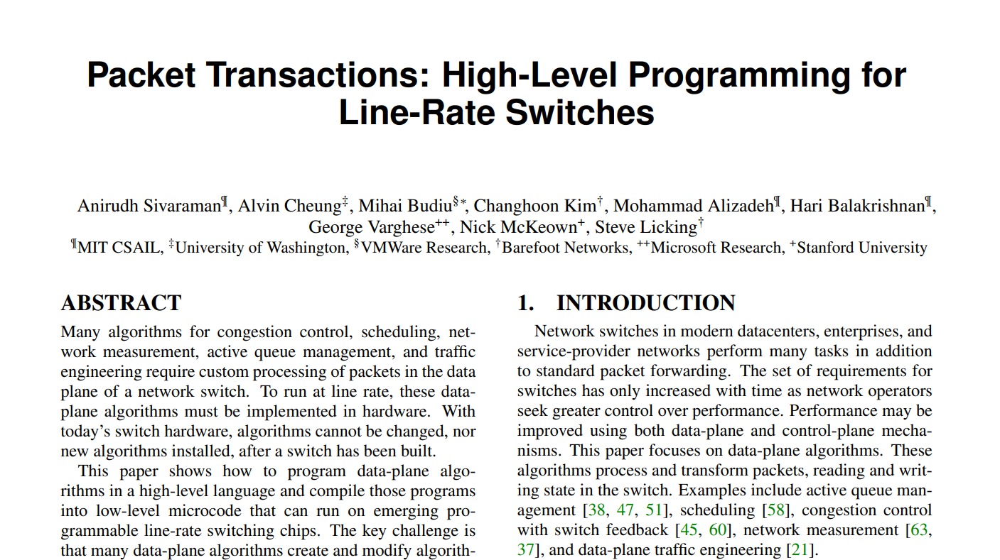 Packet Transactions: High-Level Programming for
Line-Rate Switches
Anirudh Sivaraman¶, Alvin Cheung‡, Mihai Budiu§*, Changhoon Kim†, Mohammad Alizadeh¶, Hari Balakrishnan¶,
George Varghese++, Nick McKeown+, Steve Licking†
¶MIT CSAIL, ‡University of Washington, §VMWare Research, †Barefoot Networks, ++Microsoft Research, +Stanford University
ABSTRACT
Many algorithms for congestion control, scheduling, net-
work measurement, active queue management, and traffic
engineering require custom processing of packets in the data
plane of a network switch. To run at line rate, these data-
plane algorithms must be implemented in hardware. With
today's switch hardware, algorithms cannot be changed, nor
new algorithms installed, after a switch has been built.
This paper shows how to program data-plane algo-
rithms in a high-level language and compile those programs
into low-level microcode that can run on emerging pro-
grammable line-rate switching chips. The key challenge is
that many data-plane algorithms create and modify algorith-
1. INTRODUCTION
Network switches in modern datacenters, enterprises, and
service-provider networks perform many tasks in addition
to standard packet forwarding. The set of requirements for
switches has only increased with time as network operators
seek greater control over performance. Performance may be
improved using both data-plane and control-plane mecha-
nisms. This paper focuses on data-plane algorithms. These
algorithms process and transform packets, reading and writ-
ing state in the switch. Examples include active queue man-
agement [38, 47, 51], scheduling [58], congestion control
with switch feedback [45, 60], network measurement [63,
37], and data-plane traffic engineering [21].